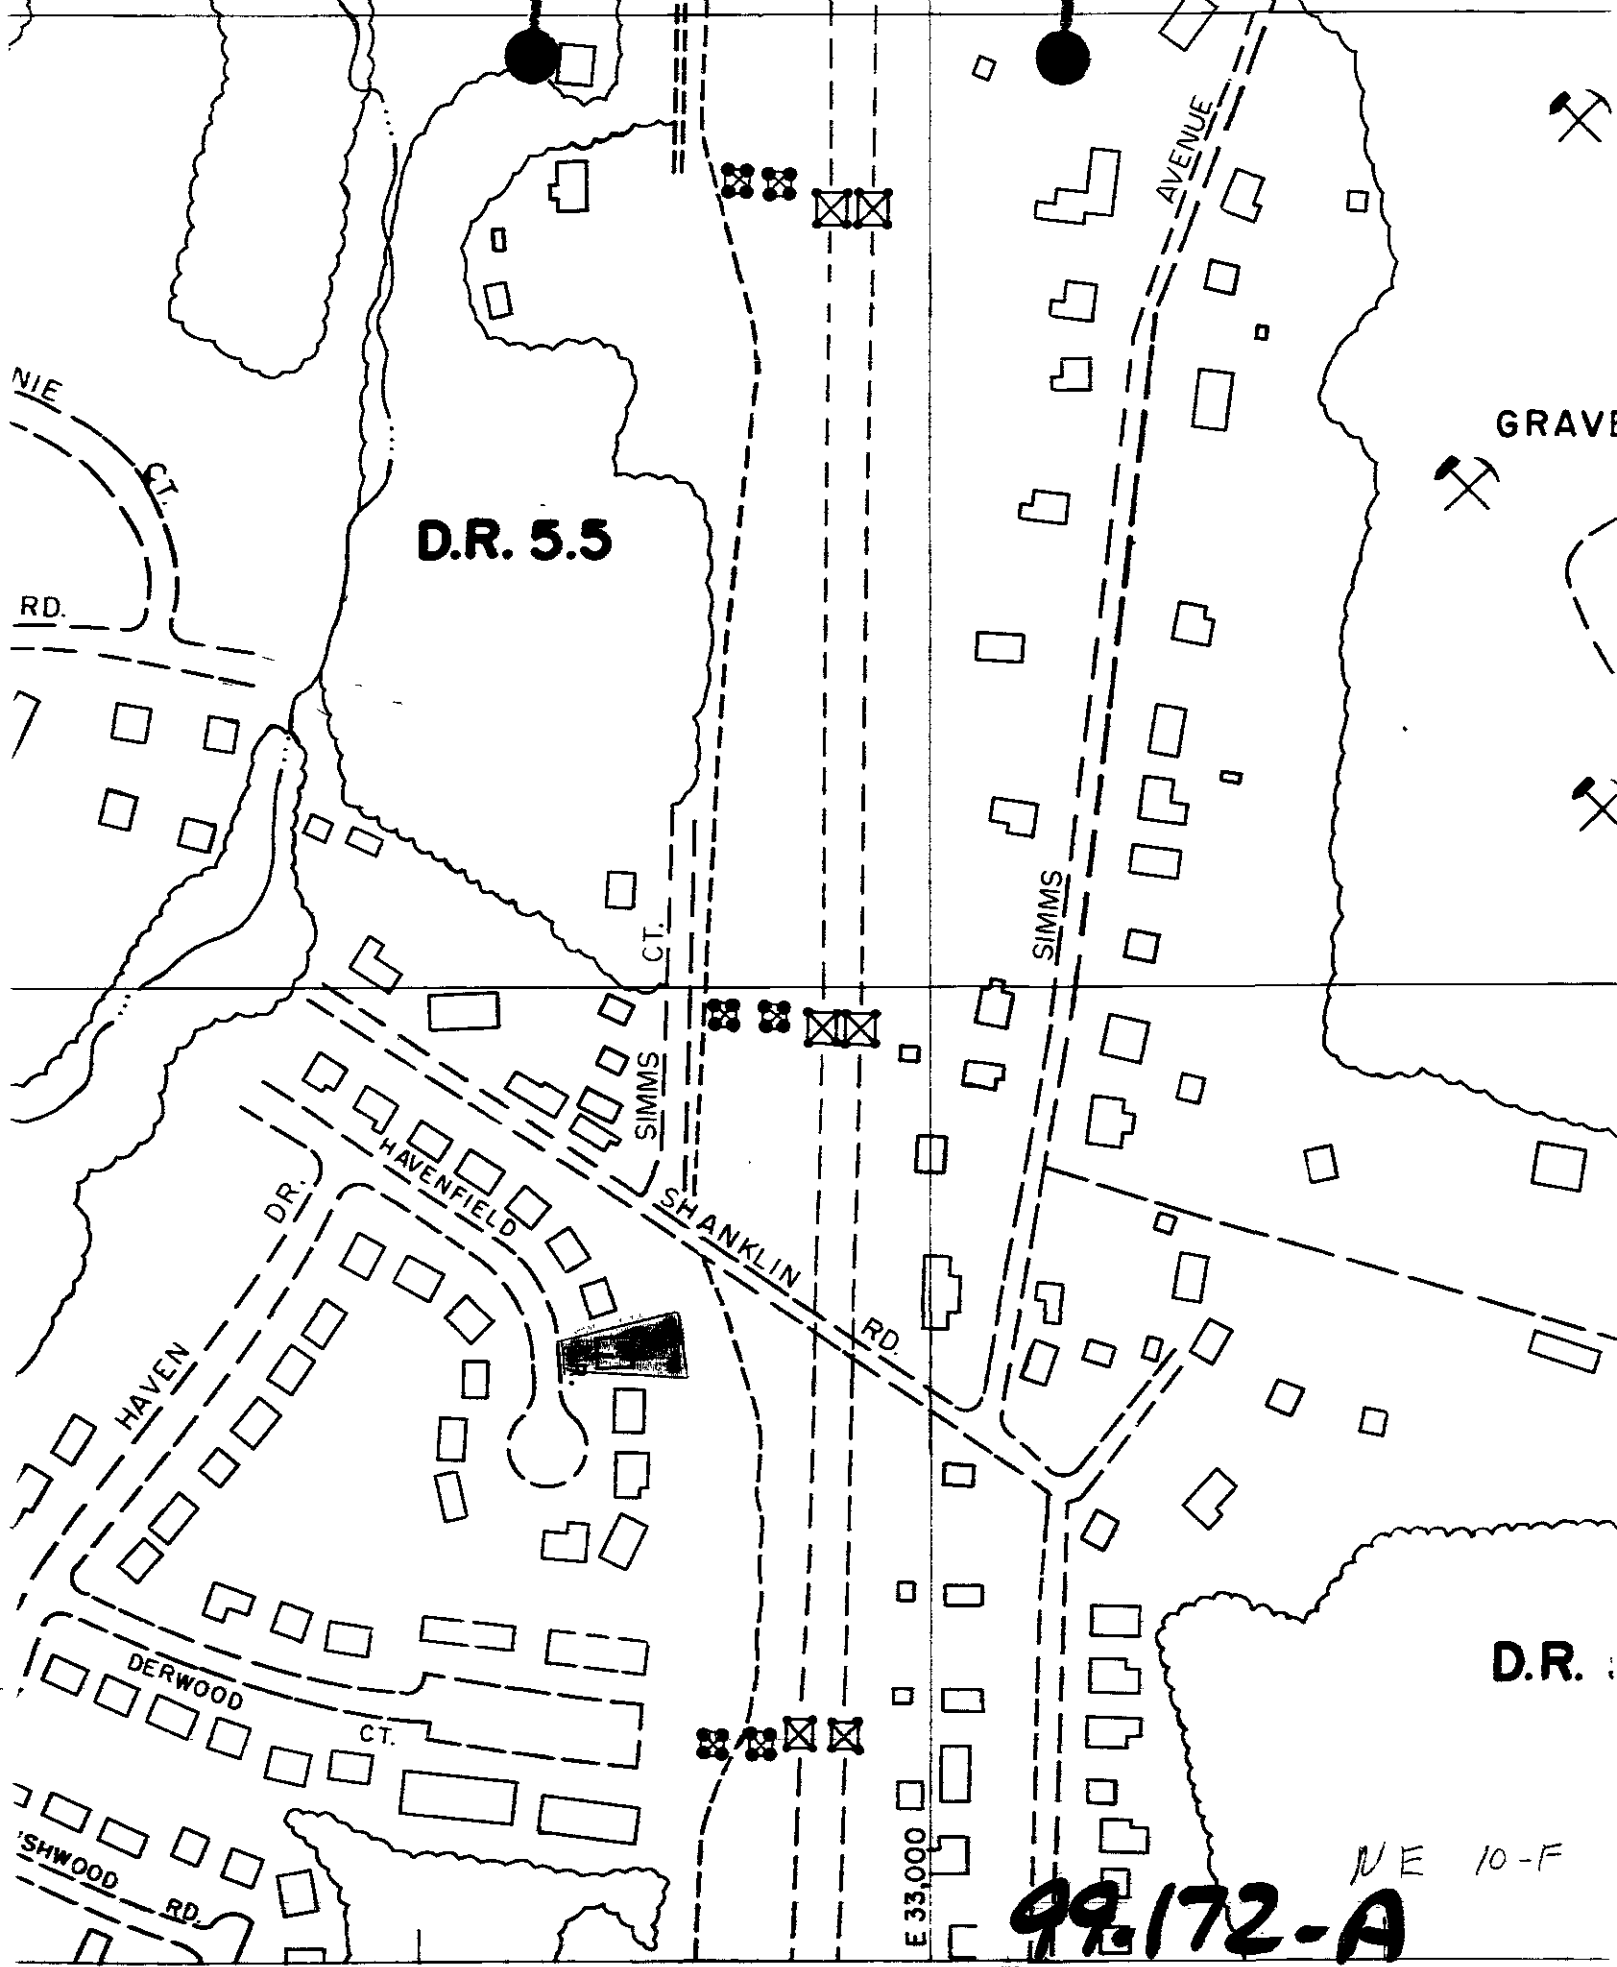 AVENUE
NIE
CT.
GRAVE
D.R. 5.5
RD.
SIMMS
CT.
SIMMS
HAVENFIELD
DR.
SHANKLIN
RD.
HAVEN
DERWOOD
CT.
D.R.
SHWOOD
RD.
E 33,000
NE 10-F
99-172-A